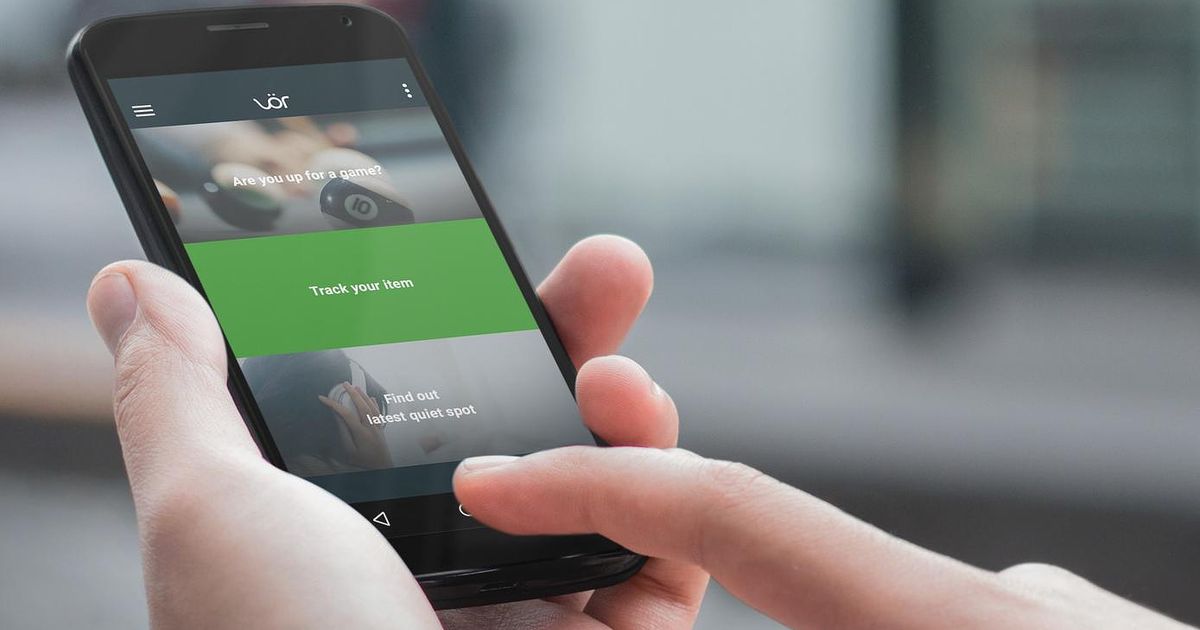 vör
Are you up for a game?
10
Track your item
Find out
latest quiet spot